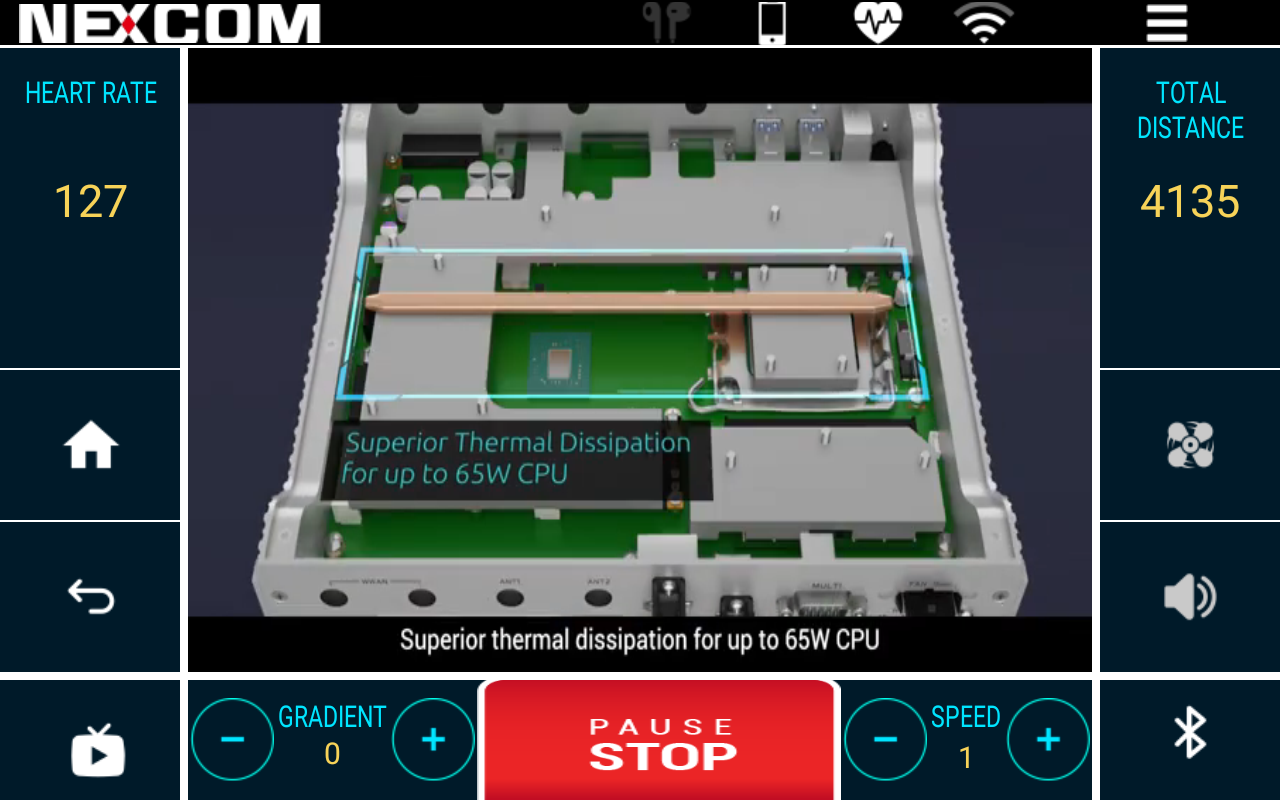 NEXCOM
HEART RATE
127
TOTAL
DISTANCE
4135
Superior Thermal Dissipation
for up to 65W CPU
WWAN
ANT1
ANT2
MULTI
FAN
Superior thermal dissipation for up to 65W CPU
GRADIENT
0
PAUSE
STOP
SPEED
1